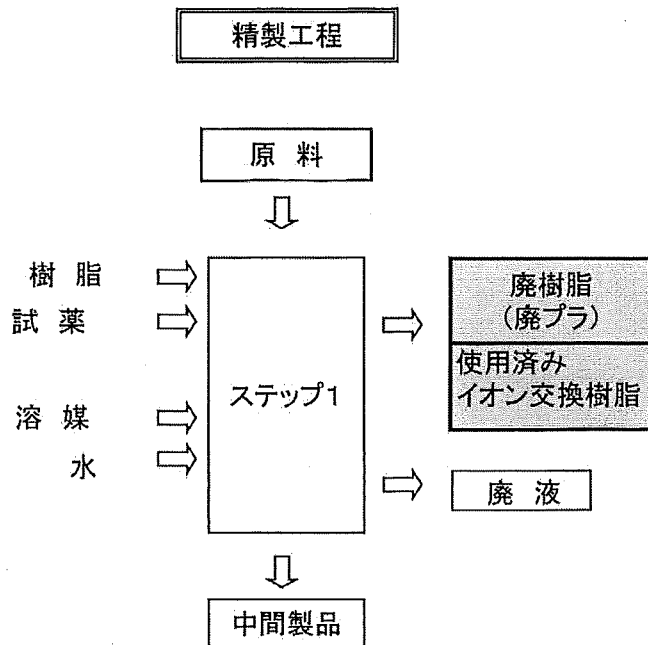 精製工程
原 料
樹 脂
試 薬
溶 媒
水
ステップ1
廃樹脂
(廃プラ)
使用済み
イオン交換樹脂
廃 液
中間製品